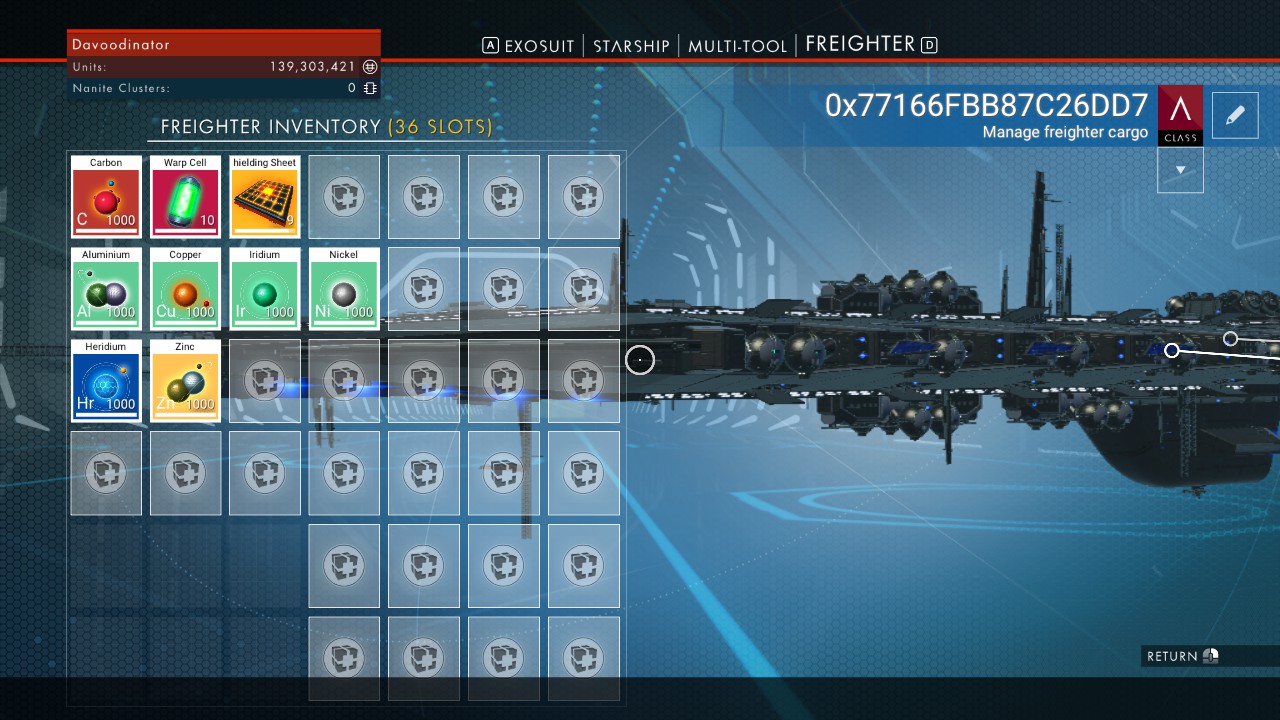 Davoodinator
Units: 139,303,421
Nanite Clusters: 0
A EXOSUIT STARSHIP MULTI-TOOL FREIGHTER D
0x77166FBB87C26DD7
Manage freighter cargo
CLASS
FREIGHTER INVENTORY (36 SLOTS)
Carbon Warp Cell hielding Sheet
C 1000 10 9
Aluminium Copper Iridium Nickel
Al 1000 Cu 1000 Ir 1000 Ni 1000
Heridium Zinc
Hr 1000 Zn 1000
RETURN